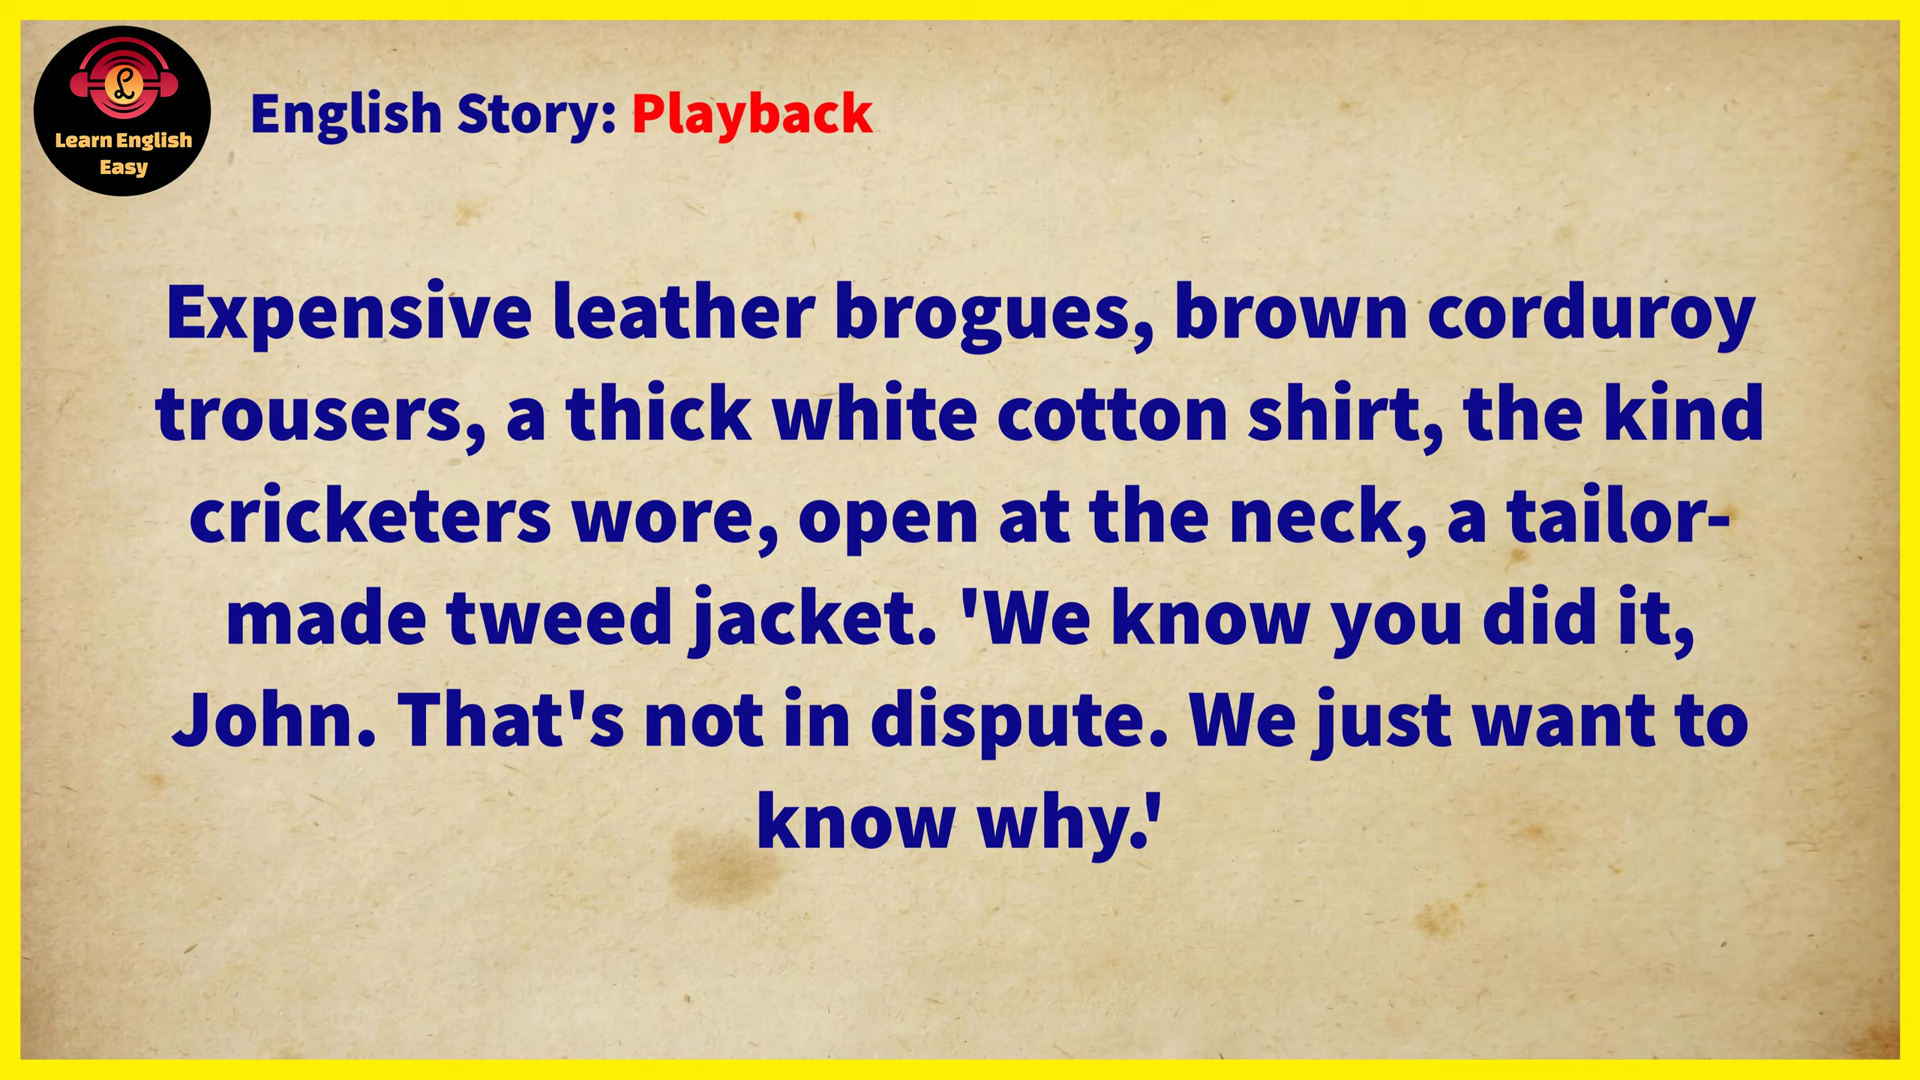 Learn English
Easy
English Story: Playback
Expensive leather brogues, brown corduroy
trousers, a thick white cotton shirt, the kind
cricketers wore, open at the neck, a tailor-
made tweed jacket. 'We know you did it,
John. That's not in dispute. We just want to
know why.'